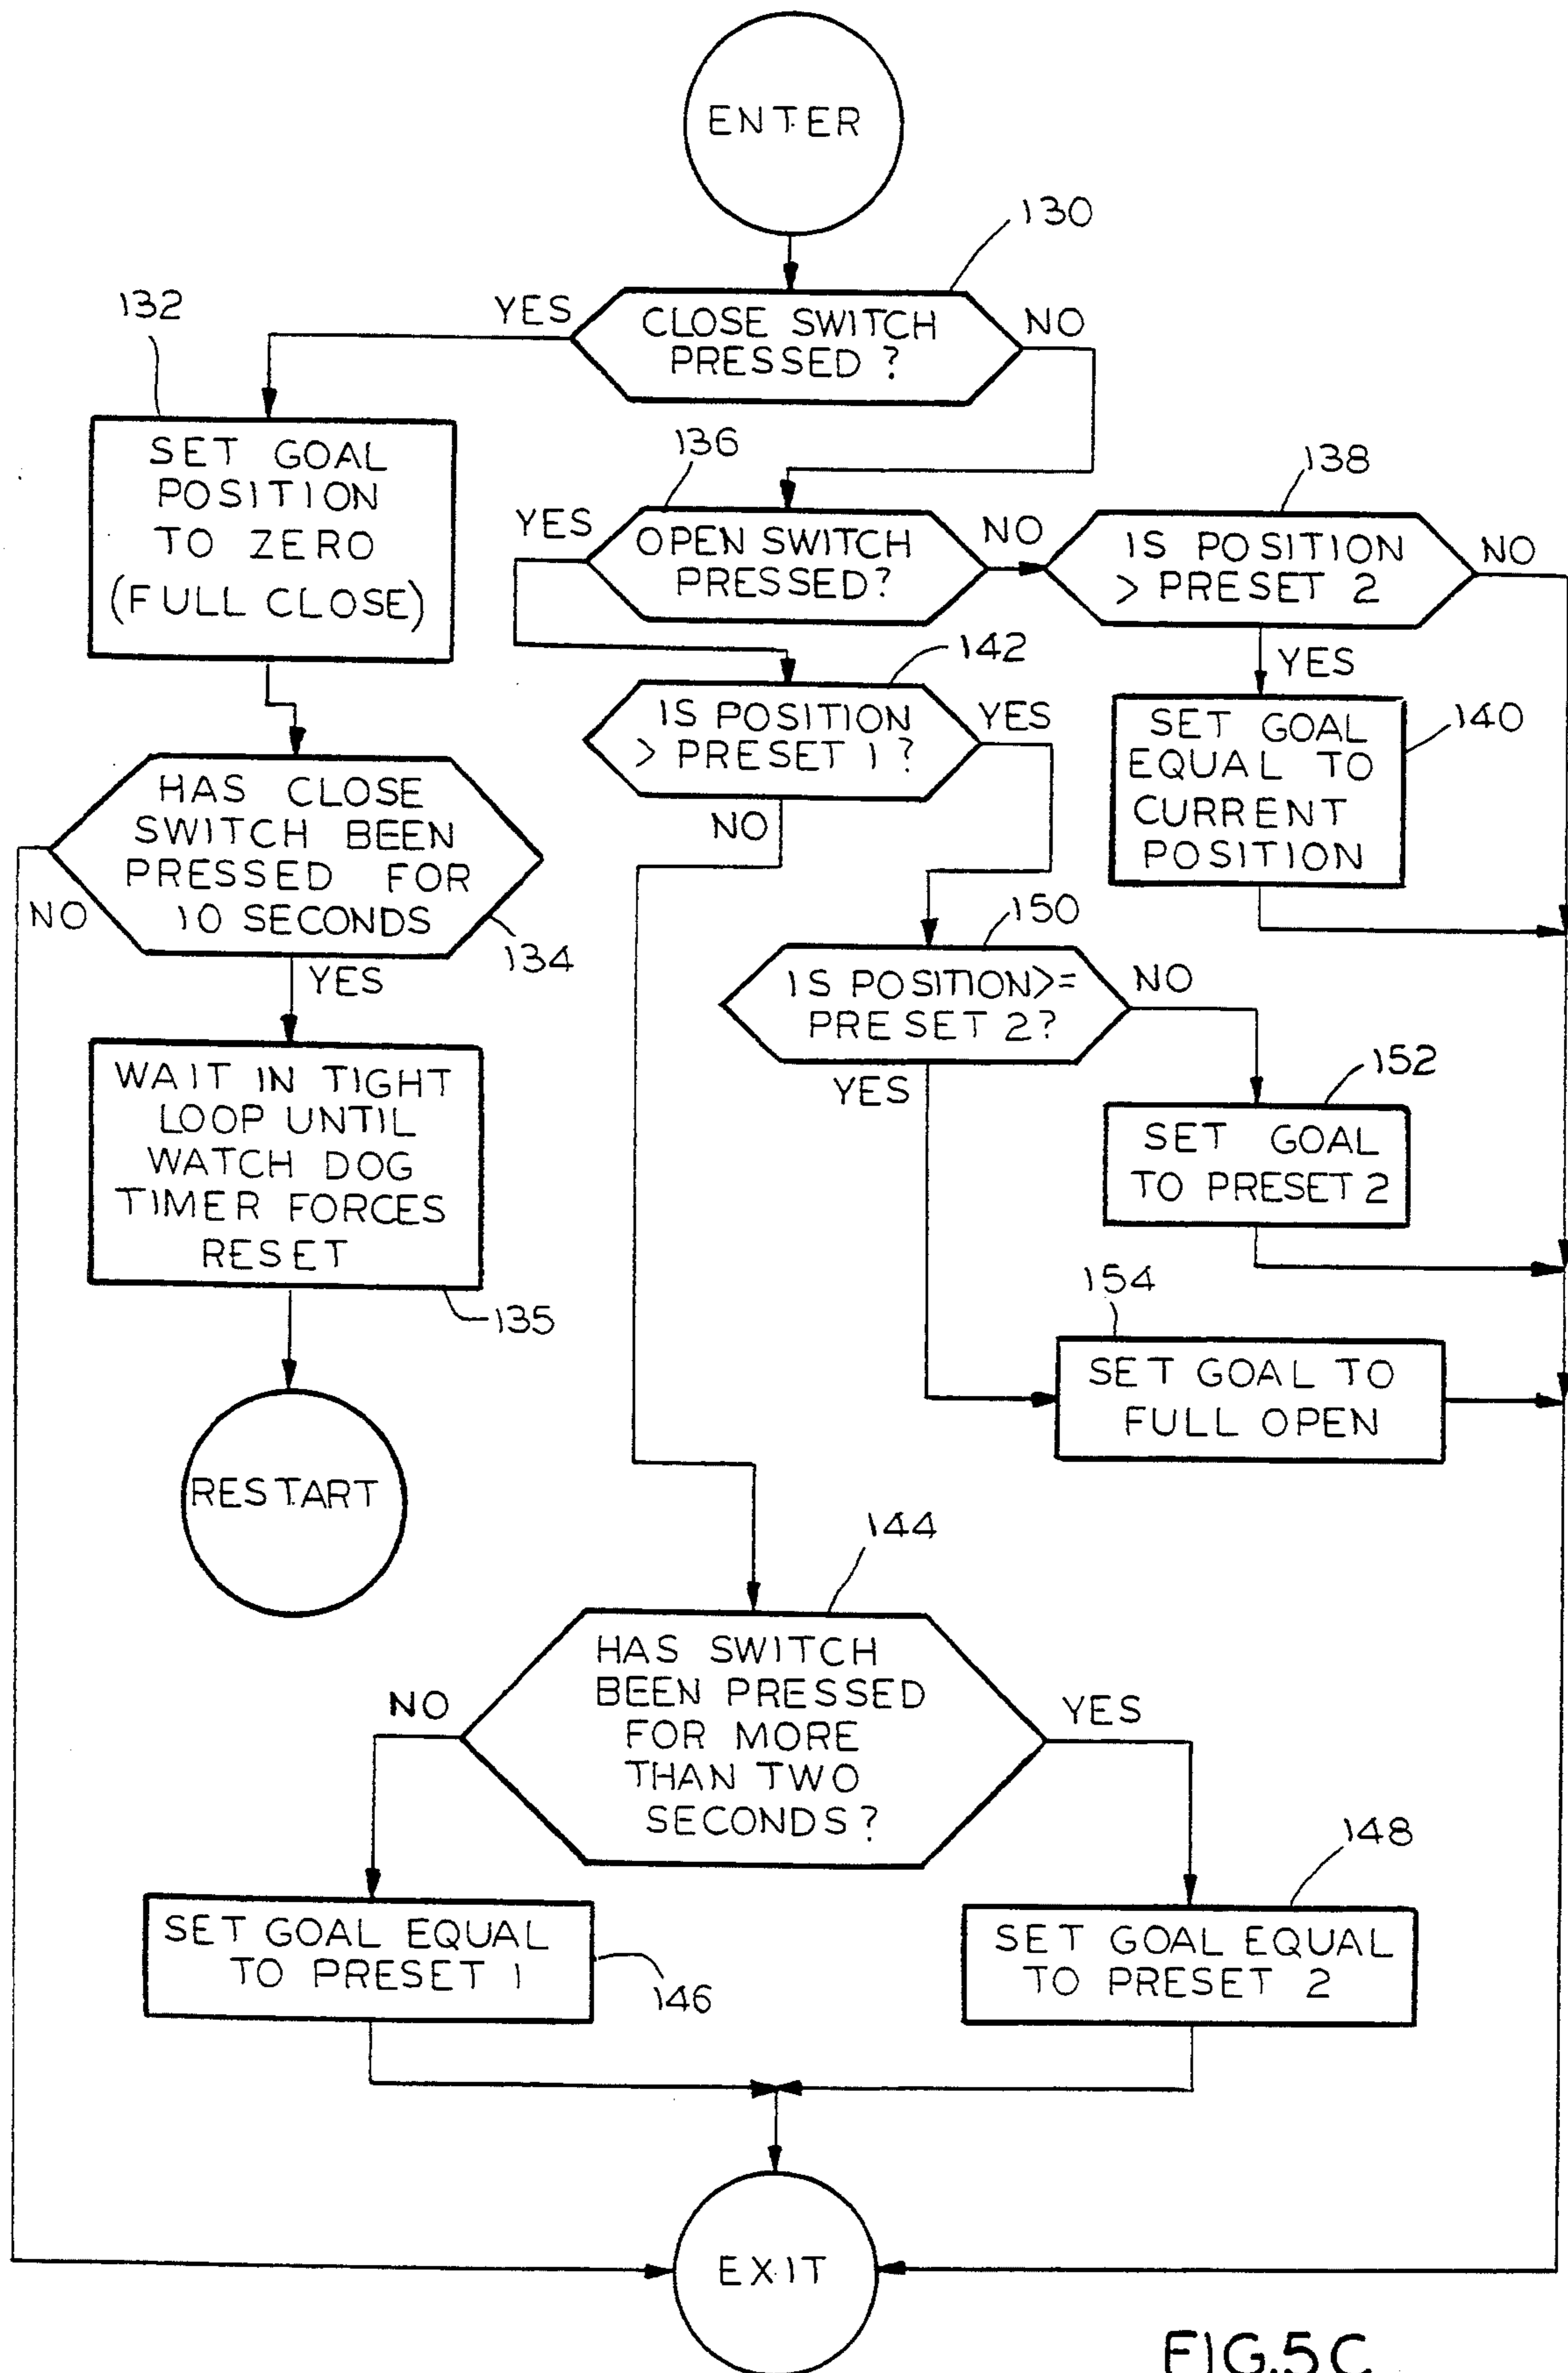 ENTER
130
CLOSE SWITCH
PRESSED ?
YES
NO
132
SET GOAL
POSITION
TO ZERO
(FULL CLOSE)
136
OPEN SWITCH
PRESSED?
YES
NO
138
IS POSITION
> PRESET 2
NO
YES
140
SET GOAL
EQUAL TO
CURRENT
POSITION
142
IS POSITION
> PRESET 1 ?
YES
NO
HAS CLOSE
SWITCH BEEN
PRESSED FOR
10 SECONDS
NO
134
YES
150
IS POSITION>=
PRESET 2?
NO
YES
152
SET GOAL
TO PRESET 2
WAIT IN TIGHT
LOOP UNTIL
WATCH DOG
TIMER FORCES
RESET
135
154
SET GOAL TO
FULL OPEN
RESTART
144
HAS SWITCH
BEEN PRESSED
FOR MORE
THAN TWO
SECONDS?
NO
YES
SET GOAL EQUAL
TO PRESET 1
146
148
SET GOAL EQUAL
TO PRESET 2
EXIT
FIG.5C